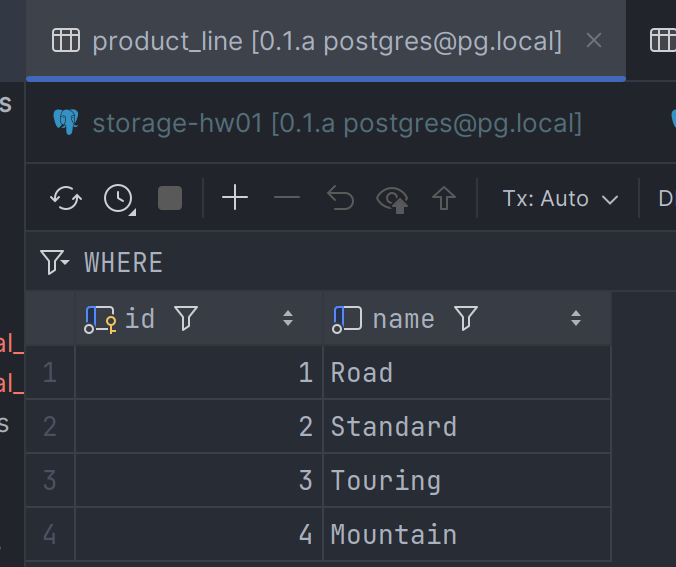 product_line [0.1.a postgres@pg.local]
s
storage-hw01 [0.1.a postgres@pg.local]
Tx: Auto
D
WHERE
id name
1 1 Road
al_
2 2 Standard
al_
s
3 3 Touring
4 4 Mountain